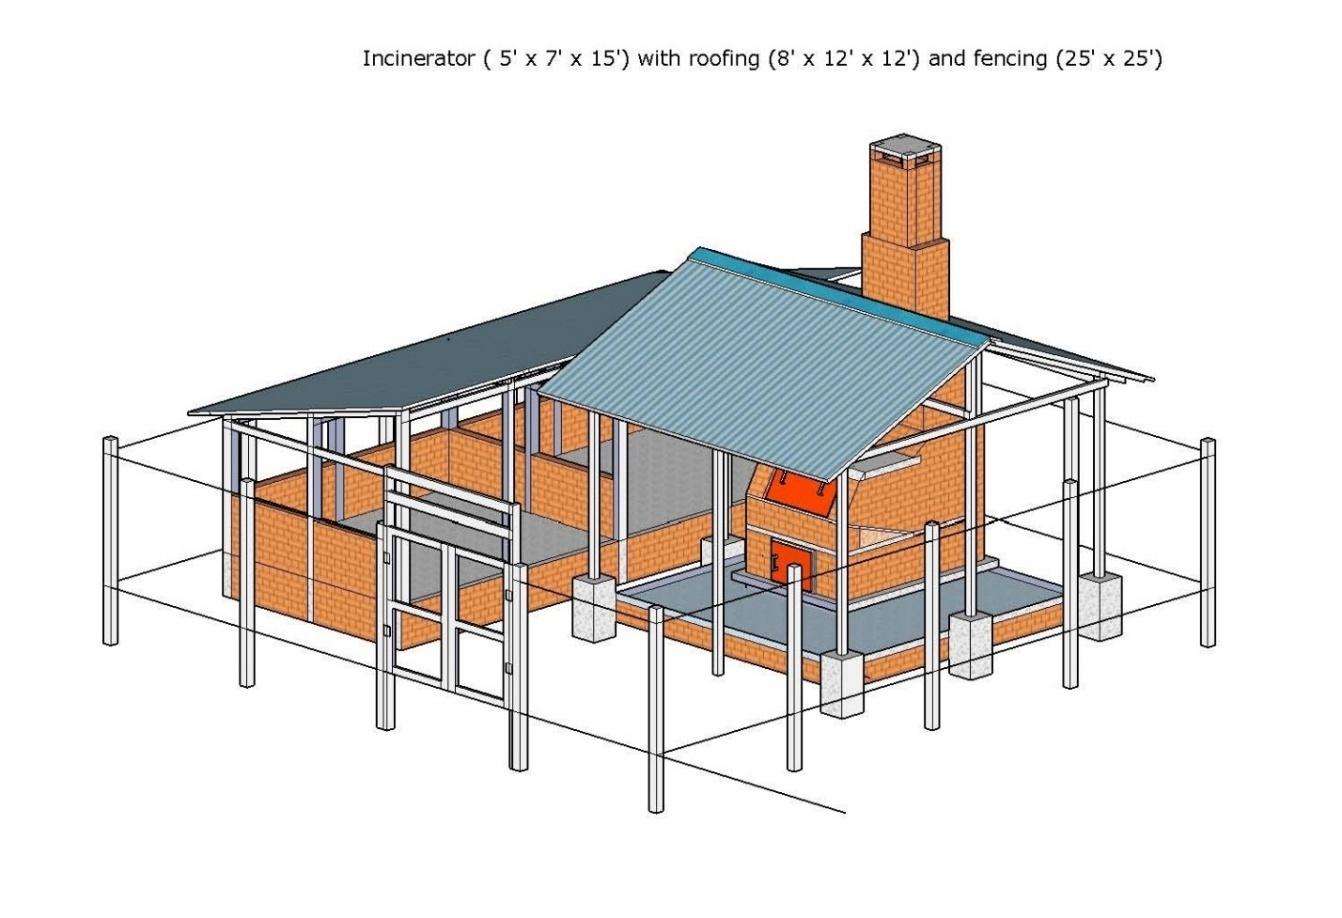 Incinerator ( 5' x 7' x 15') with roofing (8' x 12' x 12') and fencing (25' x 25')